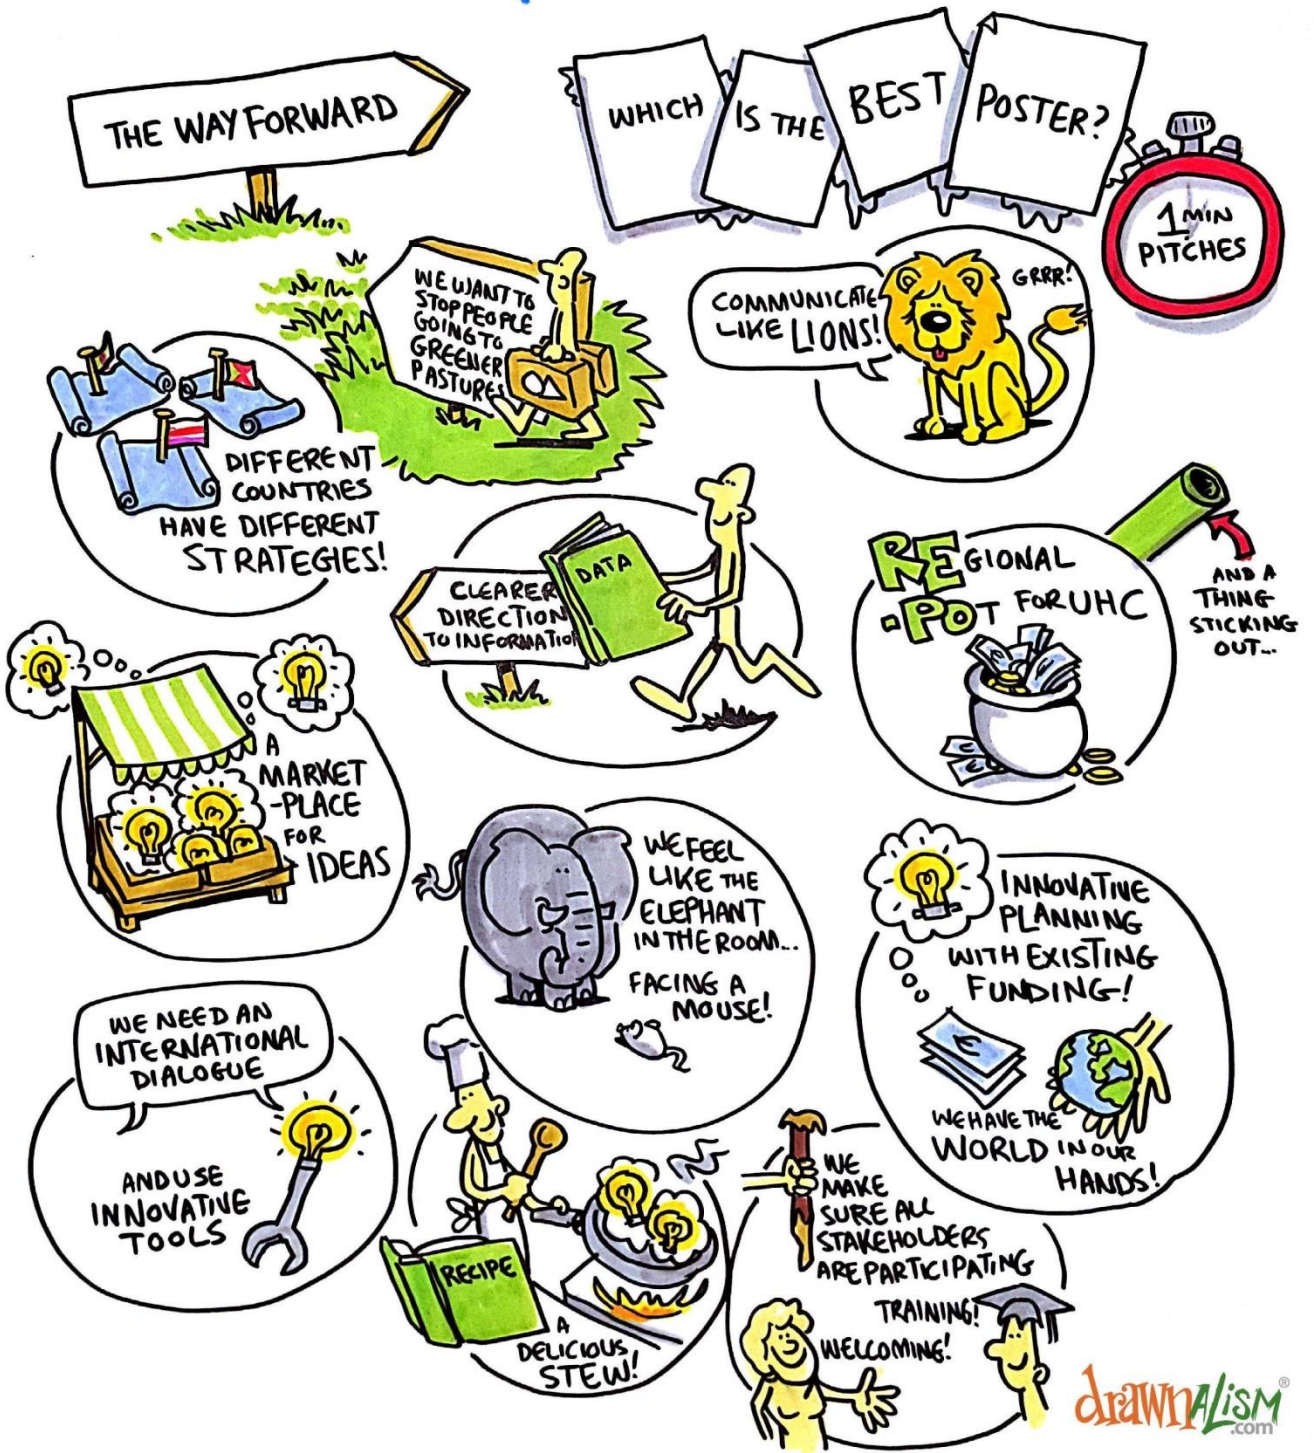 THE WAY FORWARD
WHICH IS THE BEST POSTER?
1 MIN
PITCHES
WE WANT TO
STOP PEOPLE
GOING TO
GREENER
PASTURES
COMMUNICATE
LIKE LIONS!
GRRR!
DIFFERENT
COUNTRIES
HAVE DIFFERENT
STRATEGIES!
CLEARER
DIRECTION
TO INFORMATION
DATA
REGIONAL
-POT FOR UHC
AND A
THING
STICKING
OUT...
A
MARKET
-PLACE
FOR
IDEAS
WE FEEL
LIKE THE
ELEPHANT
IN THE ROOM...
FACING A
MOUSE!
INNOVATIVE
PLANNING
WITH EXISTING
FUNDING!
€
WE HAVE THE
WORLD IN OUR
HANDS!
WE NEED AN
INTERNATIONAL
DIALOGUE
AND USE
INNOVATIVE
TOOLS
RECIPE
A
DELICIOUS
STEW!
WE
MAKE
SURE ALL
STAKEHOLDERS
ARE PARTICIPATING
TRAINING!
WELCOMING!
drawnalism®
.com